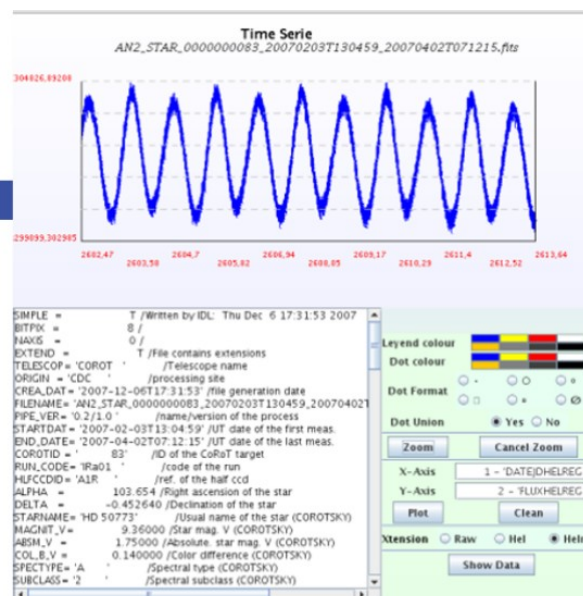 Time Serie
AN2_STAR_0000000083_20070203T130459_20070402T071215.fits
304026,89200
299099,302985
2602,47 2603,58 2604,7 2605,82 2606,94 2608,05 2609,17 2610,29 2611,4 2612,52 2613,64
SIMPLE = T /Written by IDL: Thu Dec 6 17:31:53 2007
BITPIX = 8 /
NAXIS = 0 /
EXTEND = T /File contains extensions
TELESCOP= 'COROT ' /Telescope name
ORIGIN = 'CDC ' /processing site
CREA_DAT= '2007-12-06T17:31:53' /file generation date
FILENAME= 'AN2_STAR_0000000083_20070203T130459_20070402T
PIPE_VER= '0.2/1.0 ' /name/version of the process
STARTDAT= '2007-02-03T13:04:59' /UT date of the first meas.
END_DATE= '2007-04-02T07:12:15' /UT date of the last meas.
COROTID = ' 83' /ID of the CoRoT target
RUN_CODE= 'IRa01 ' /code of the run
HLFCCDID= 'A1R ' /ref. of the half ccd
ALPHA = 103.654 /Right ascension of the star
DELTA = -0.452640 /Declination of the star
STARNAME= 'HD 50773' /Usual name of the star (COROTSKY)
MAGNIT_V= 9.36000 /Star mag. V (COROTSKY)
ABSM_V = 1.75000 /Absolute. star mag. V (COROTSKY)
COL_B_V = 0.140000 /Color difference (COROTSKY)
SPECTYPE= 'A ' /Spectral type (COROTSKY)
SUBCLASS= '2 ' /Spectral subclass (COROTSKY)
Leyend colour
Dot colour
Dot Format
Dot Union Yes No
Zoom Cancel Zoom
X-Axis 1 - 'DATEJDHELREG
Y-Axis 2 - 'FLUXHELREG
Plot Clean
Xtension Raw Hel Helr
Show Data